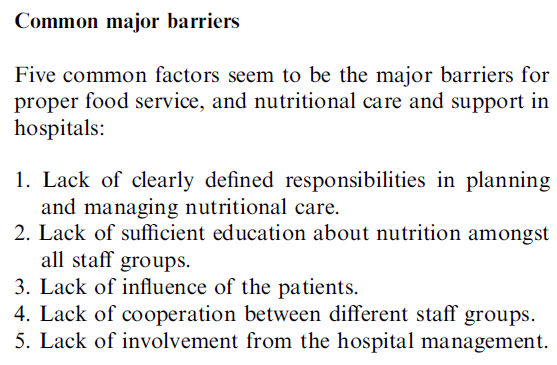 Common major barriers
Five common factors seem to be the major barriers for
proper food service, and nutritional care and support in
hospitals:
1. Lack of clearly defined responsibilities in planning
and managing nutritional care.
2. Lack of sufficient education about nutrition amongst
all staff groups.
3. Lack of influence of the patients.
4. Lack of cooperation between different staff groups.
5. Lack of involvement from the hospital management.